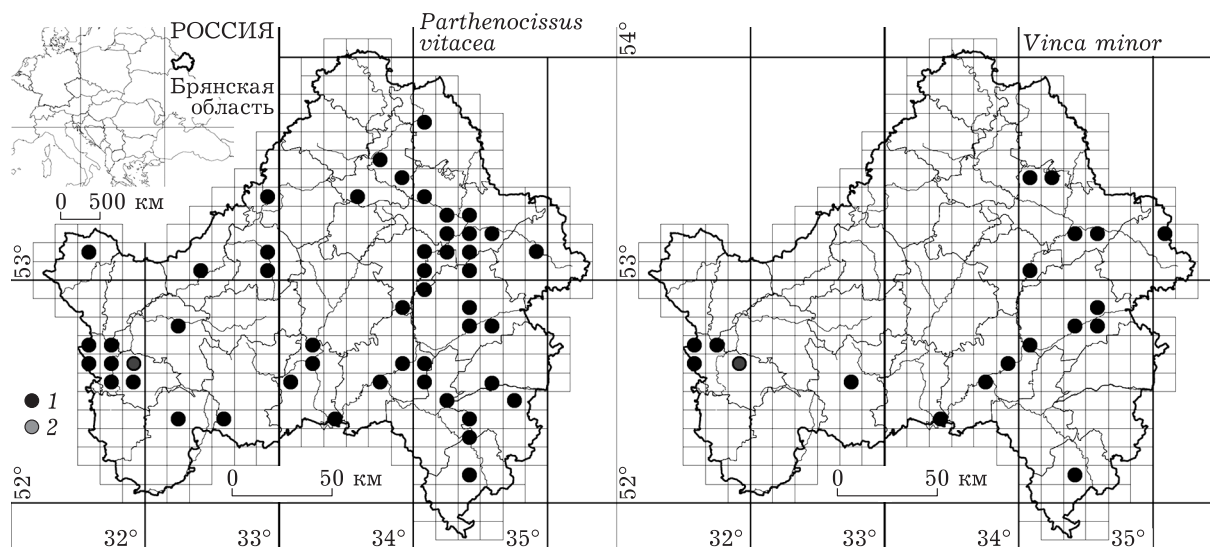 РОССИЯ
Брянская
область
0 500 км
Parthenocissus
vitacea
Vinca minor
54°
53°
53°
52°
52°
1
2
0 50 км
0 50 км
32° 33° 34° 35°
32° 33° 34° 35°